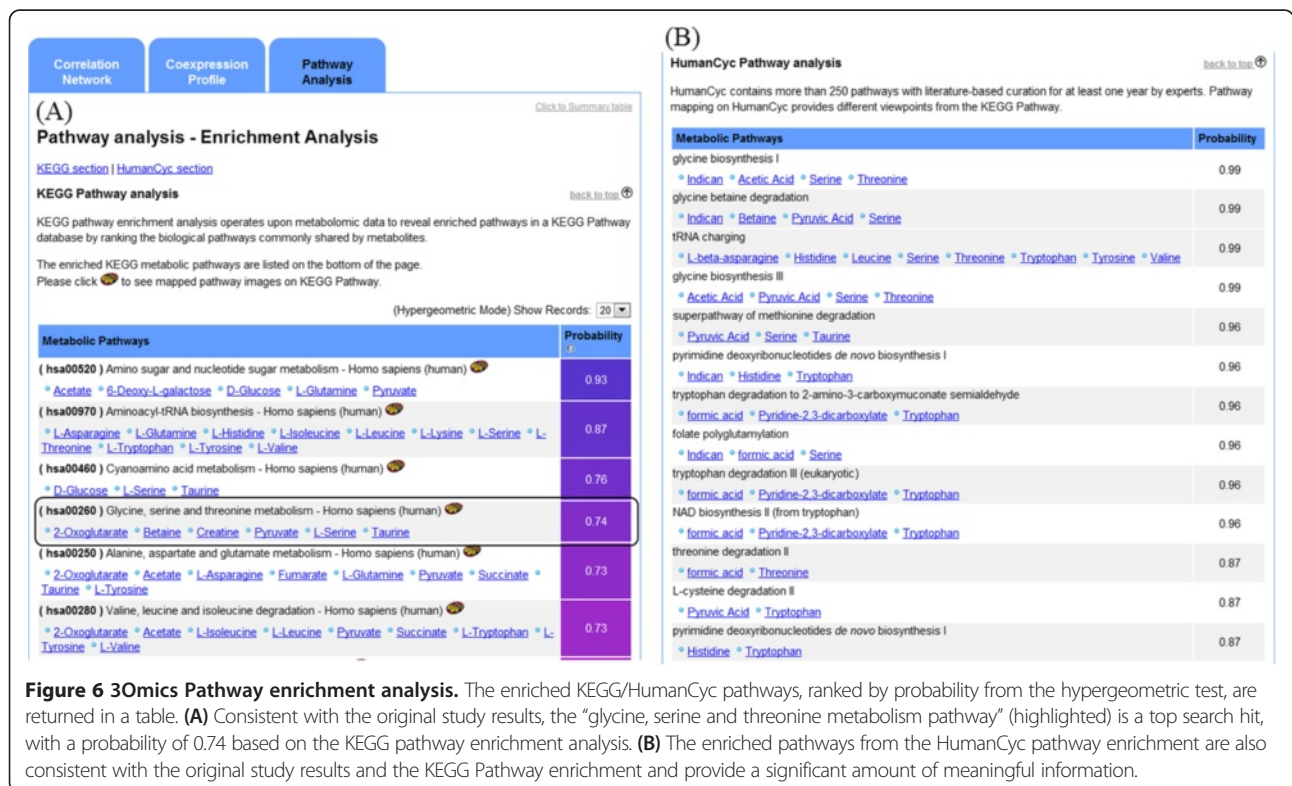 Correlation
Network
Coexpression
Profile
Pathway
Analysis
(A)
Click to Summary table
Pathway analysis - Enrichment Analysis
KEGG section | HumanCyc section
KEGG Pathway analysis
back to top
KEGG pathway enrichment analysis operates upon metabolomic data to reveal enriched pathways in a KEGG Pathway
database by ranking the biological pathways commonly shared by metabolites.
The enriched KEGG metabolic pathways are listed on the bottom of the page.
Please click to see mapped pathway images on KEGG Pathway.
(Hypergeometric Mode) Show Records: 20
Metabolic Pathways Probability
( hsa00520 ) Amino sugar and nucleotide sugar metabolism - Homo sapiens (human)
Acetate 6-Deoxy-L-galactose D-Glucose L-Glutamine Pyruvate
0.93
( hsa00970 ) Aminoacyl-tRNA biosynthesis - Homo sapiens (human)
L-Asparagine L-Glutamine L-Histidine L-Isoleucine L-Leucine L-Lysine L-Serine L-
Threonine L-Tryptophan L-Tyrosine L-Valine
0.87
( hsa00460 ) Cyanoamino acid metabolism - Homo sapiens (human)
D-Glucose L-Serine Taurine
0.76
( hsa00260 ) Glycine, serine and threonine metabolism - Homo sapiens (human)
2-Oxoglutarate Betaine Creatine Pyruvate L-Serine Taurine
0.74
( hsa00250 ) Alanine, aspartate and glutamate metabolism - Homo sapiens (human)
2-Oxoglutarate Acetate L-Asparagine Fumarate L-Glutamine Pyruvate Succinate
Taurine L-Tyrosine
0.73
( hsa00280 ) Valine, leucine and isoleucine degradation - Homo sapiens (human)
2-Oxoglutarate Acetate L-Isoleucine L-Leucine Pyruvate Succinate L-Tryptophan L-
Tyrosine L-Valine
0.73
(B)
HumanCyc Pathway analysis
back to top
HumanCyc contains more than 250 pathways with literature-based curation for at least one year by experts. Pathway
mapping on HumanCyc provides different viewpoints from the KEGG Pathway.
Metabolic Pathways Probability
glycine biosynthesis I
Indican Acetic Acid Serine Threonine
0.99
glycine betaine degradation
Indican Betaine Pyruvic Acid Serine
0.99
tRNA charging
L-beta-asparagine Histidine Leucine Serine Threonine Tryptophan Tyrosine Valine
0.99
glycine biosynthesis III
Acetic Acid Pyruvic Acid Serine Threonine
0.99
superpathway of methionine degradation
Pyruvic Acid Serine Taurine
0.96
pyrimidine deoxyribonucleotides de novo biosynthesis I
Indican Histidine Tryptophan
0.96
tryptophan degradation to 2-amino-3-carboxymuconate semialdehyde
formic acid Pyridine-2,3-dicarboxylate Tryptophan
0.96
folate polyglutamylation
Indican formic acid Serine
0.96
tryptophan degradation III (eukaryotic)
formic acid Pyridine-2,3-dicarboxylate Tryptophan
0.96
NAD biosynthesis II (from tryptophan)
formic acid Pyridine-2,3-dicarboxylate Tryptophan
0.96
threonine degradation II
formic acid Threonine
0.87
L-cysteine degradation II
Pyruvic Acid Tryptophan
0.87
pyrimidine deoxyribonucleotides de novo biosynthesis I
Histidine Tryptophan
0.87
Figure 6 3Omics Pathway enrichment analysis. The enriched KEGG/HumanCyc pathways, ranked by probability from the hypergeometric test, are
returned in a table. (A) Consistent with the original study results, the “glycine, serine and threonine metabolism pathway” (highlighted) is a top search hit,
with a probability of 0.74 based on the KEGG pathway enrichment analysis. (B) The enriched pathways from the HumanCyc pathway enrichment are also
consistent with the original study results and the KEGG Pathway enrichment and provide a significant amount of meaningful information.